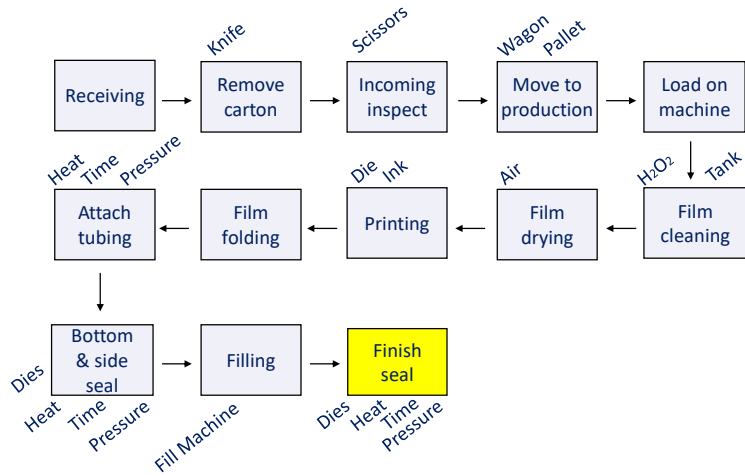 Knife
Scissors
Wagon
Pallet
Receiving
Remove
carton
Incoming
inspect
Move to
production
Load on
machine
Heat
Time
Pressure
Die
Ink
Air
H₂O₂
Tank
Attach
tubing
Film
folding
Printing
Film
drying
Film
cleaning
Bottom
& side
seal
Filling
Finish
seal
Dies
Heat
Time
Pressure
Fill Machine
Dies
Heat
Time
Pressure